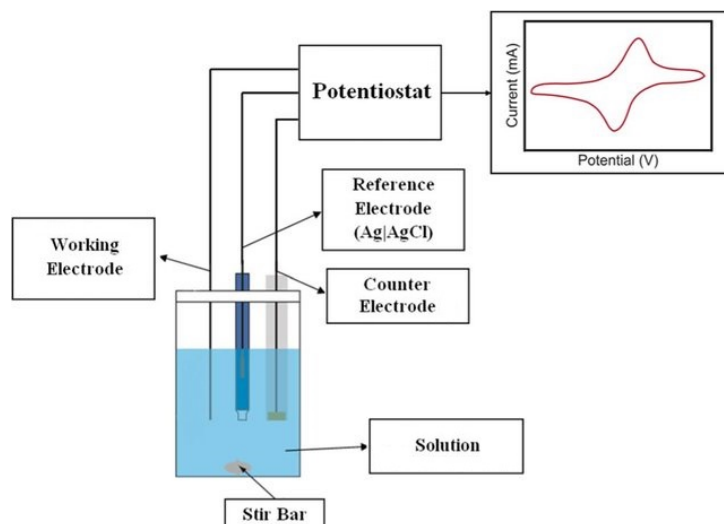 Potentiostat
Current (mA)
Potential (V)
Reference
Electrode
(Ag|AgCl)
Working
Electrode
Counter
Electrode
Solution
Stir Bar